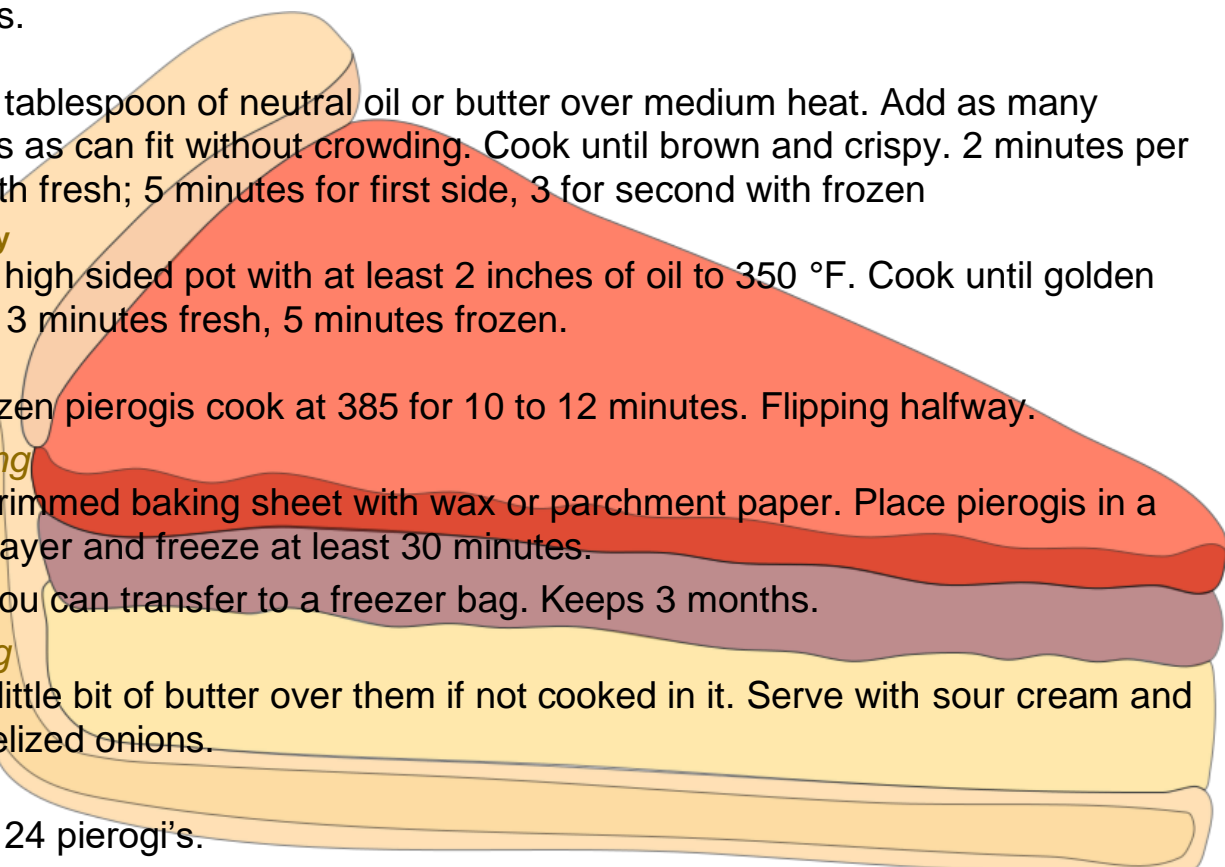 s.
tablespoon of neutral oil or butter over medium heat. Add as many
s as can fit without crowding. Cook until brown and crispy. 2 minutes per
th fresh; 5 minutes for first side, 3 for second with frozen
y
high sided pot with at least 2 inches of oil to 350 °F. Cook until golden
3 minutes fresh, 5 minutes frozen.
zen pierogis cook at 385 for 10 to 12 minutes. Flipping halfway.
ng
rimmed baking sheet with wax or parchment paper. Place pierogis in a
ayer and freeze at least 30 minutes.
ou can transfer to a freezer bag. Keeps 3 months.
g
little bit of butter over them if not cooked in it. Serve with sour cream and
elized onions.
24 pierogi’s.